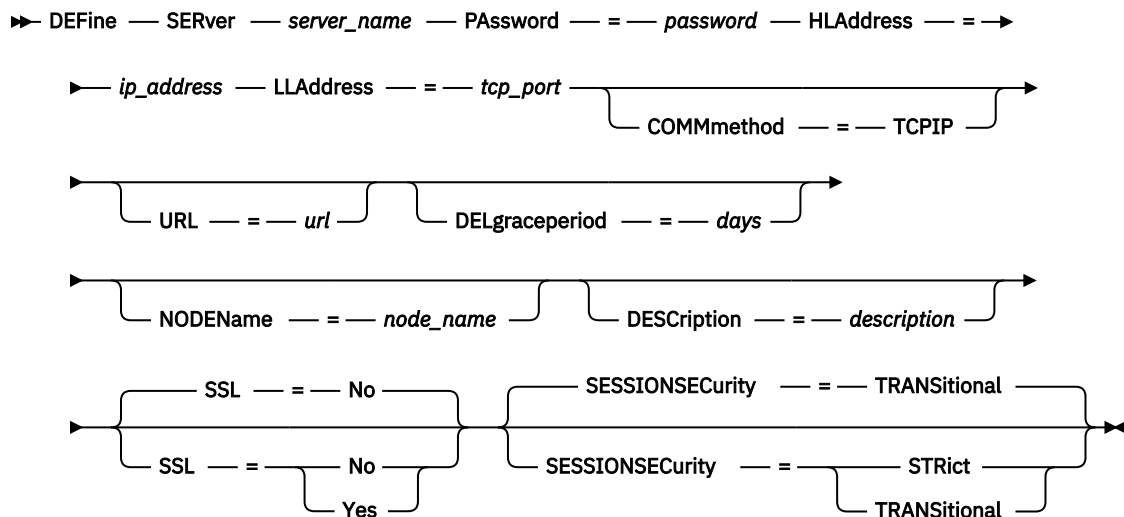 DEFine SERver server_name PAssword = password HLAddress =
ip_address LLAddress = tcp_port
COMMmethod = TCPIP
URL = url DELgraceperiod = days
NODEName = node_name DESCription = description
SSL = No SESSIONSECurity = TRANSitional
SSL = No SESSIONSECurity = STRict
Yes TRANSitional